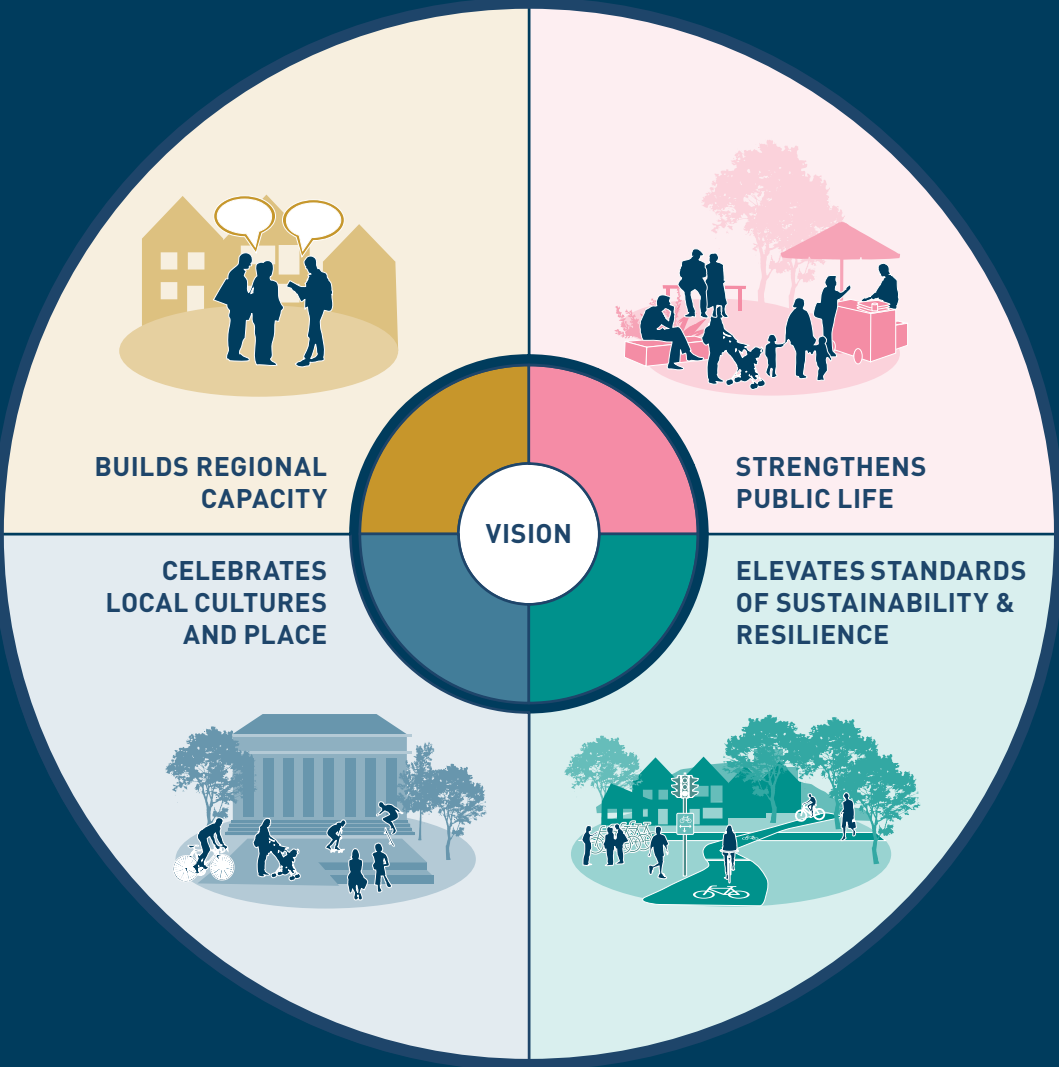 BUILDS REGIONAL
CAPACITY
STRENGTHENS
PUBLIC LIFE
VISION
CELEBRATES
LOCAL CULTURES
AND PLACE
ELEVATES STANDARDS
OF SUSTAINABILITY &
RESILIENCE